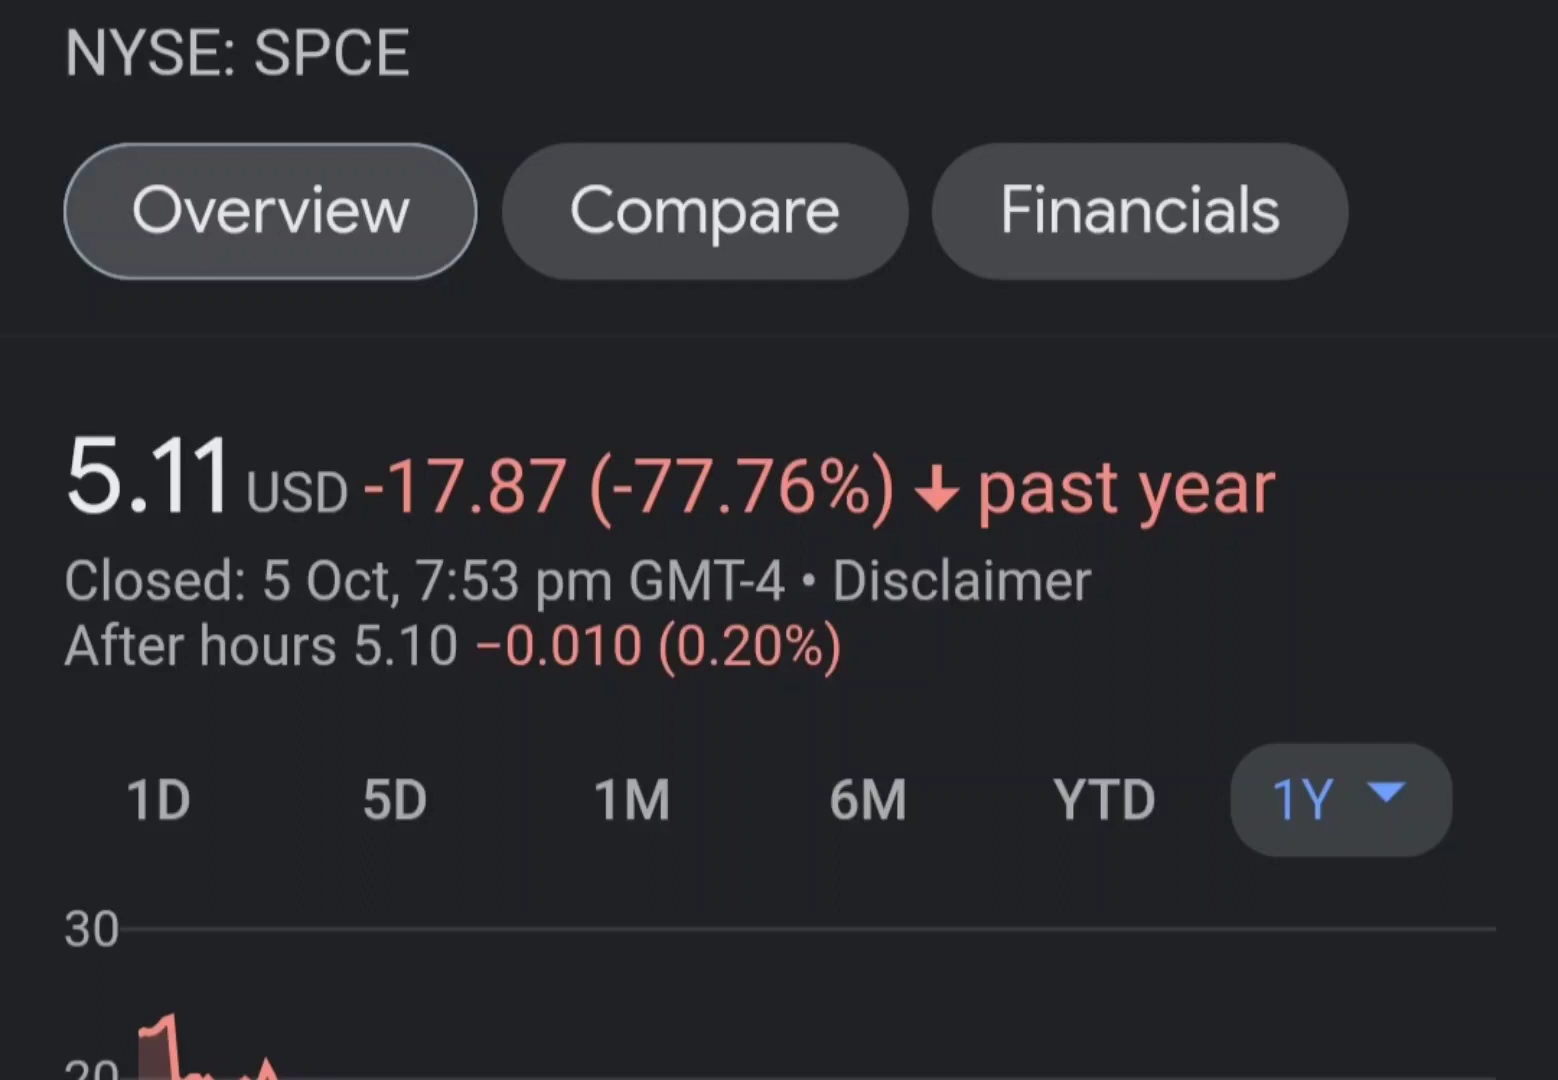 NYSE: SPCE
Overview Compare Financials
5.11 USD -17.87 (-77.76%) ↓ past year
Closed: 5 Oct, 7:53 pm GMT-4 • Disclaimer
After hours 5.10 −0.010 (0.20%)
1D 5D 1M 6M YTD 1Y
30
20